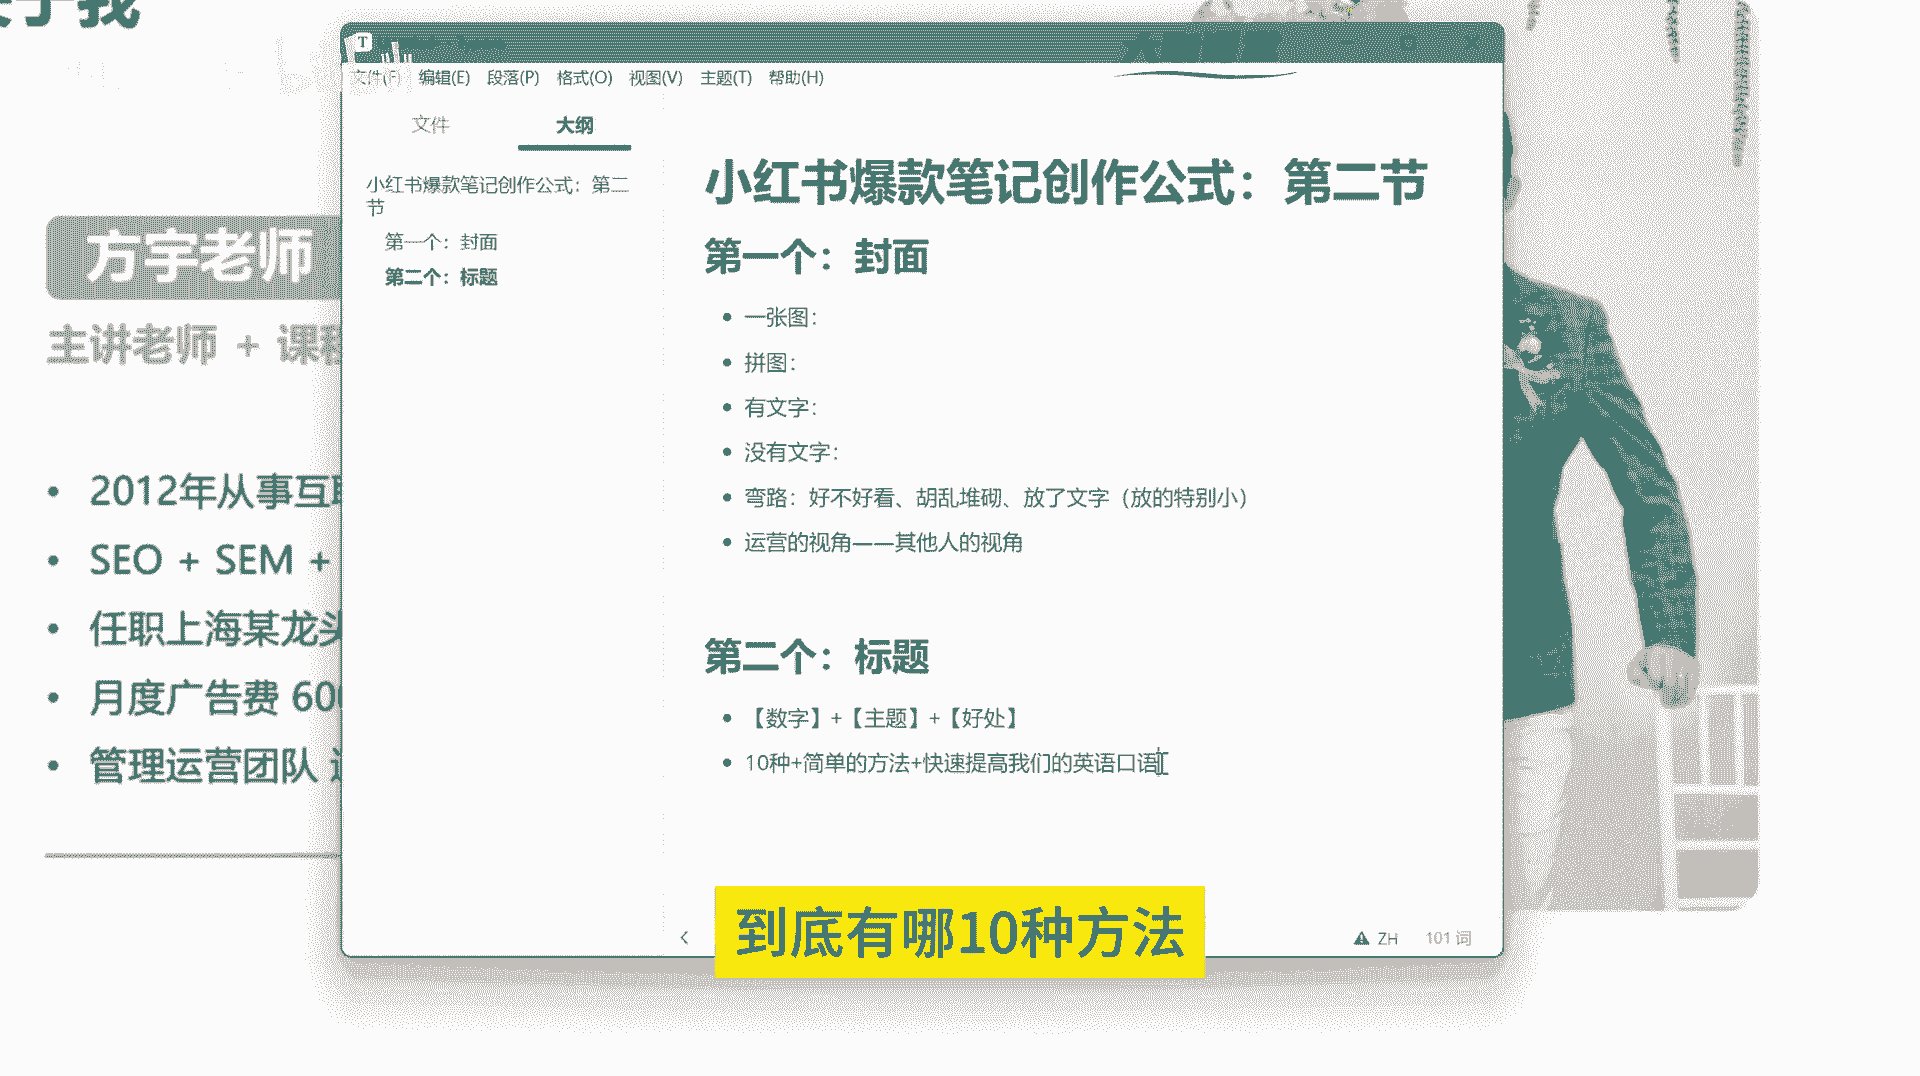 于我
方宇老师
主讲老师 + 课程
2012年从事互联
SEO + SEM +
任职上海某龙头
月度广告费 600
管理运营团队
T
文件(F) 编辑(E) 段落(P) 格式(O) 视图(V) 主题(T) 帮助(H)
文件 大纲
小红书爆款笔记创作公式：第二
节
第一个：封面
第二个：标题
小红书爆款笔记创作公式：第二节
第一个：封面
一张图：
拼图：
有文字：
没有文字：
弯路：好不好看、胡乱堆砌、放了文字（放的特别小）
运营的视角——其他人的视角
第二个：标题
【数字】+【主题】+【好处】
10种+简单的方法+快速提高我们的英语口语
ZH 101 词
到底有哪10种方法